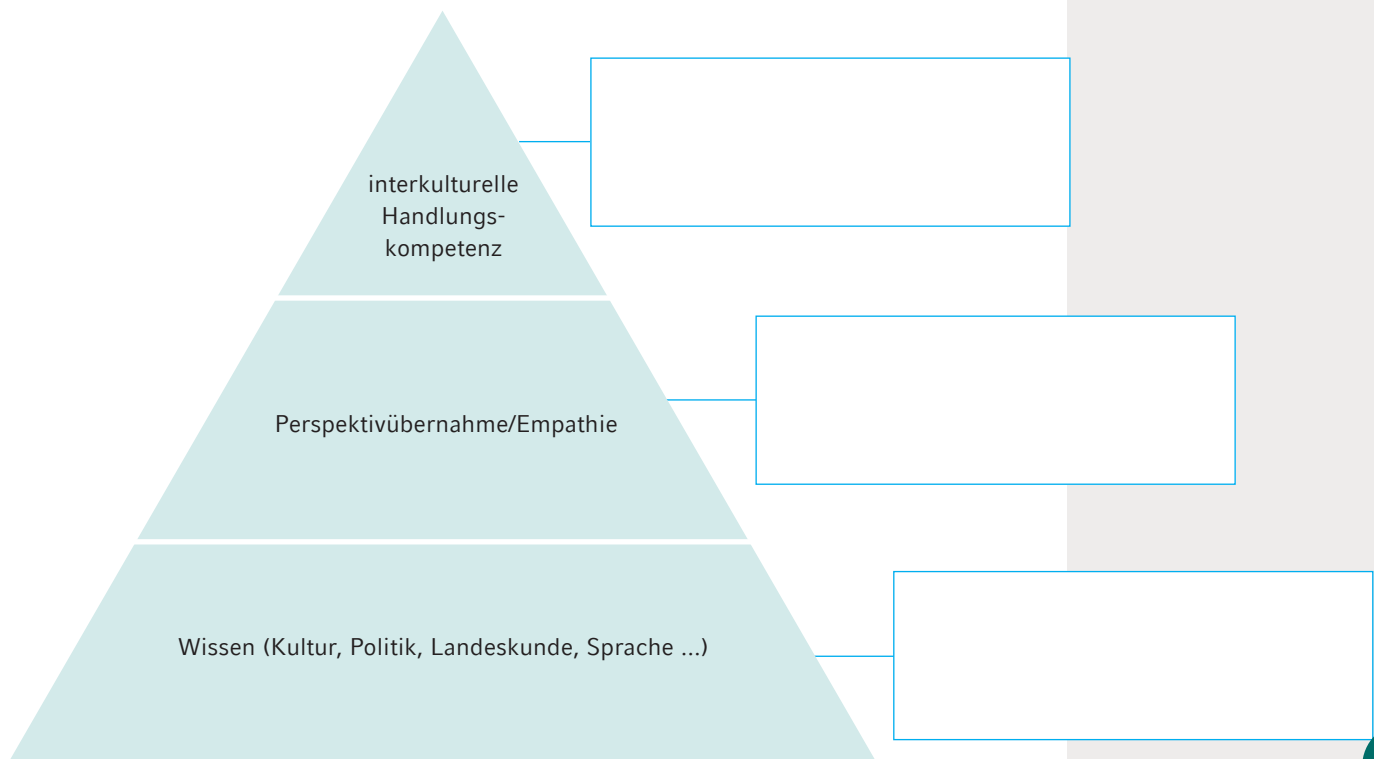 interkulturelle
Handlungs-
kompetenz
Perspektivübernahme/Empathie
Wissen (Kultur, Politik, Landeskunde, Sprache ...)